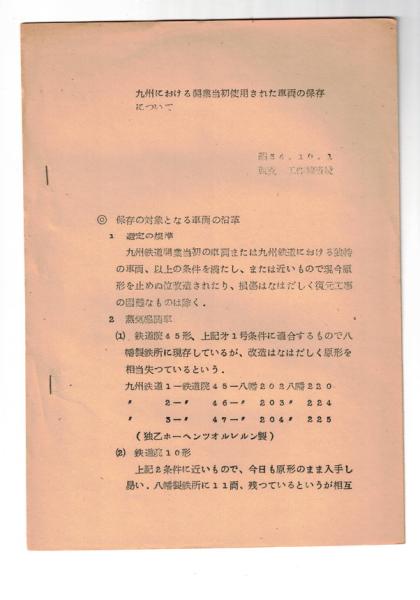 九州における開業当初使用された車両の保存
について
昭34.10.1
◎ 保存の対象となる車両の沿革
1 選定の規準
九州鉄道開業当初の車両または九州鉄道における独特
の車両、以上の条件を満たし、または近いもので現今原
形を止めぬ位改造されたり、損傷はなはだしく復元工事
の困難なものは除く.
2 蒸気機関車
(1) 鉄道院45形、上記才1号条件に適合するもので八
幡製鉄所に現存しているが、改造はなはだしく原形を
相当失つているという.
九州鉄道1―鉄道院45―八幡202八幡220
〃 2―〃 46―〃 203〃 224
〃 3―〃 47―〃 204〃 225
(独乙ホーヘンツオルレルン製)
(2) 鉄道院10形
上記2条件に近いもので、今日も原形のまま入手し
易い.八幡製鉄所に11両、残つているというが相互